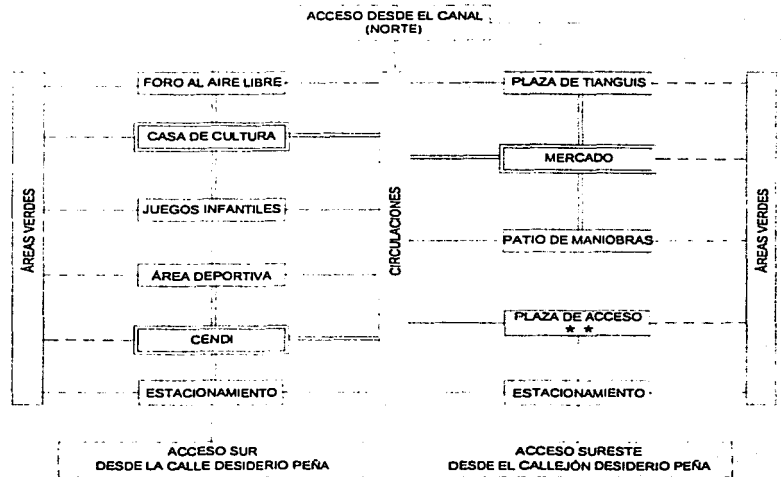 ACCESO DESDE EL CANAL
(NORTE)
FORO AL AIRE LIBRE
PLAZA DE TIANGUIS
CASA DE CULTURA
MERCADO
ÁREAS VERDES
JUEGOS INFANTILES
CIRCULACIONES
PATIO DE MANIOBRAS
ÁREAS VERDES
ÁREA DEPORTIVA
PLAZA DE ACCESO
* *
CENDI
ESTACIONAMIENTO
ESTACIONAMIENTO
ACCESO SUR
DESDE LA CALLE DESIDERIO PEÑA
ACCESO SURESTE
DESDE EL CALLEJÓN DESIDERIO PEÑA